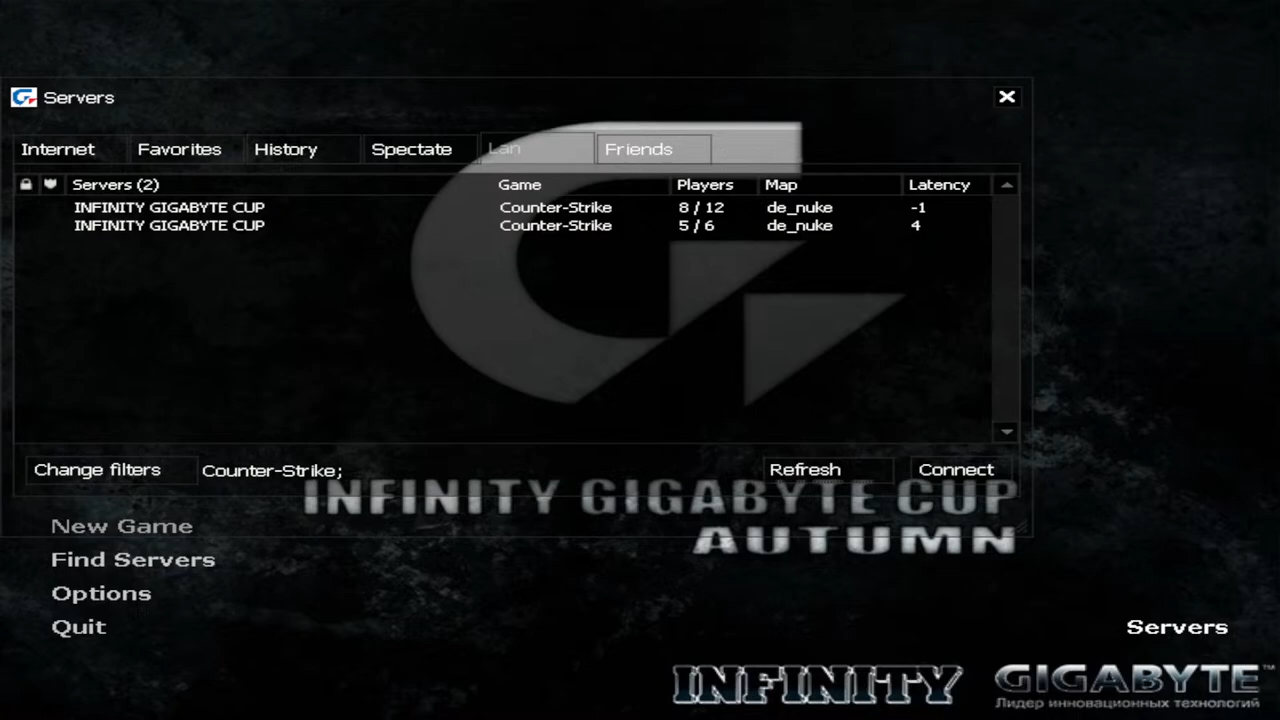 Servers
Internet Favorites History Spectate Lan Friends
Servers (2) Game Players Map Latency
INFINITY GIGABYTE CUP Counter-Strike 8 / 12 de_nuke -1
INFINITY GIGABYTE CUP Counter-Strike 5 / 6 de_nuke 4
Change filters Counter-Strike; Refresh Connect
INFINITY GIGABYTE CUP
AUTUMN
New Game
Find Servers
Options
Quit
Servers
INFINITY GIGABYTE™
Лидер инновационных технологий